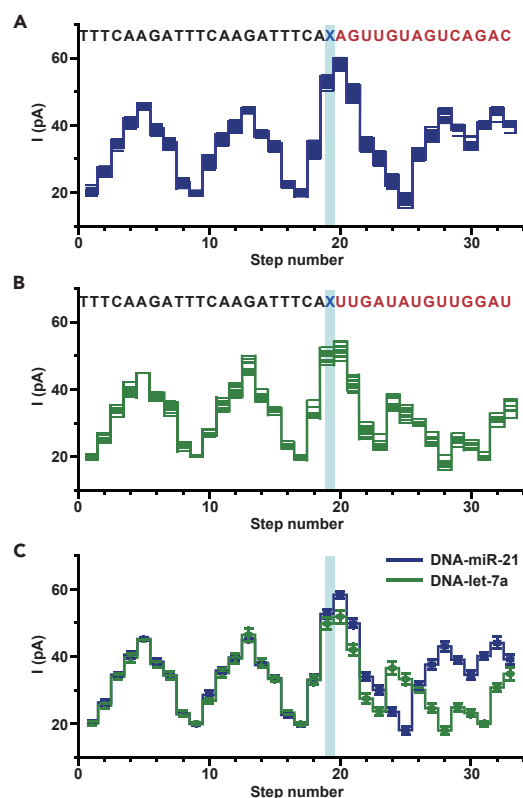 A
TTTCAAGATTTCAAGATTTCAXAGUUGUAGUCAGAC
60
40
20
I (pA)
0 10 20 30
Step number
B
TTTCAAGATTTCAAGATTTCAXUUGAUAUGUUGGAU
60
40
20
I (pA)
0 10 20 30
Step number
C
DNA-miR-21
DNA-let-7a
60
40
20
I (pA)
0 10 20 30
Step number